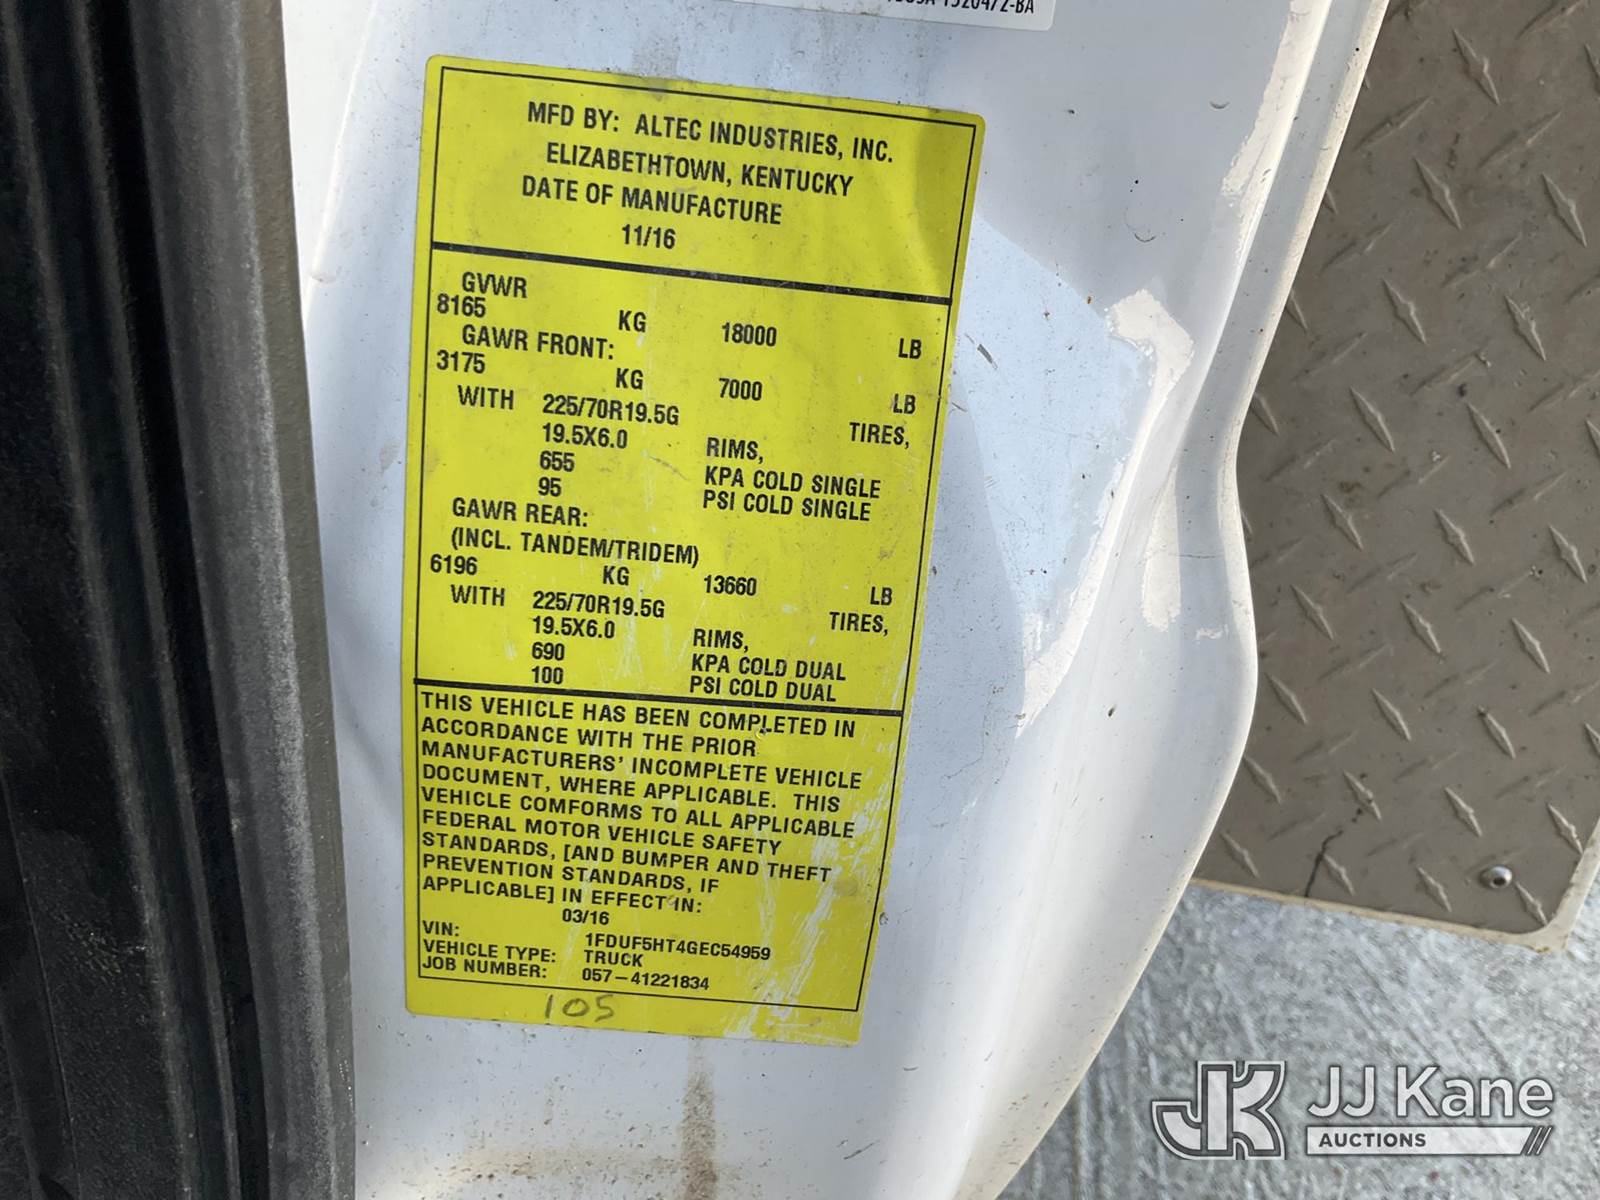 MFD BY: ALTEC INDUSTRIES, INC.
ELIZABETHTOWN, KENTUCKY
DATE OF MANUFACTURE
11/16
GVWR
8165 KG 18000 LB
GAWR FRONT:
3175 KG 7000 LB
WITH 225/70R19.5G TIRES,
19.5X6.0 RIMS,
655 KPA COLD SINGLE
95 PSI COLD SINGLE
GAWR REAR:
(INCL. TANDEM/TRIDEM)
6196 KG 13660 LB
WITH 225/70R19.5G TIRES,
19.5X6.0 RIMS,
690 KPA COLD DUAL
100 PSI COLD DUAL
THIS VEHICLE HAS BEEN COMPLETED IN
ACCORDANCE WITH THE PRIOR
MANUFACTURERS' INCOMPLETE VEHICLE
DOCUMENT, WHERE APPLICABLE. THIS
VEHICLE COMFORMS TO ALL APPLICABLE
FEDERAL MOTOR VEHICLE SAFETY
STANDARDS, [AND BUMPER AND THEFT
PREVENTION STANDARDS, IF
APPLICABLE] IN EFFECT IN:
03/16
VIN: 1FDUF5HT4GEC54959
VEHICLE TYPE: TRUCK
JOB NUMBER: 057-41221834
105
JK JJ Kane
AUCTIONS